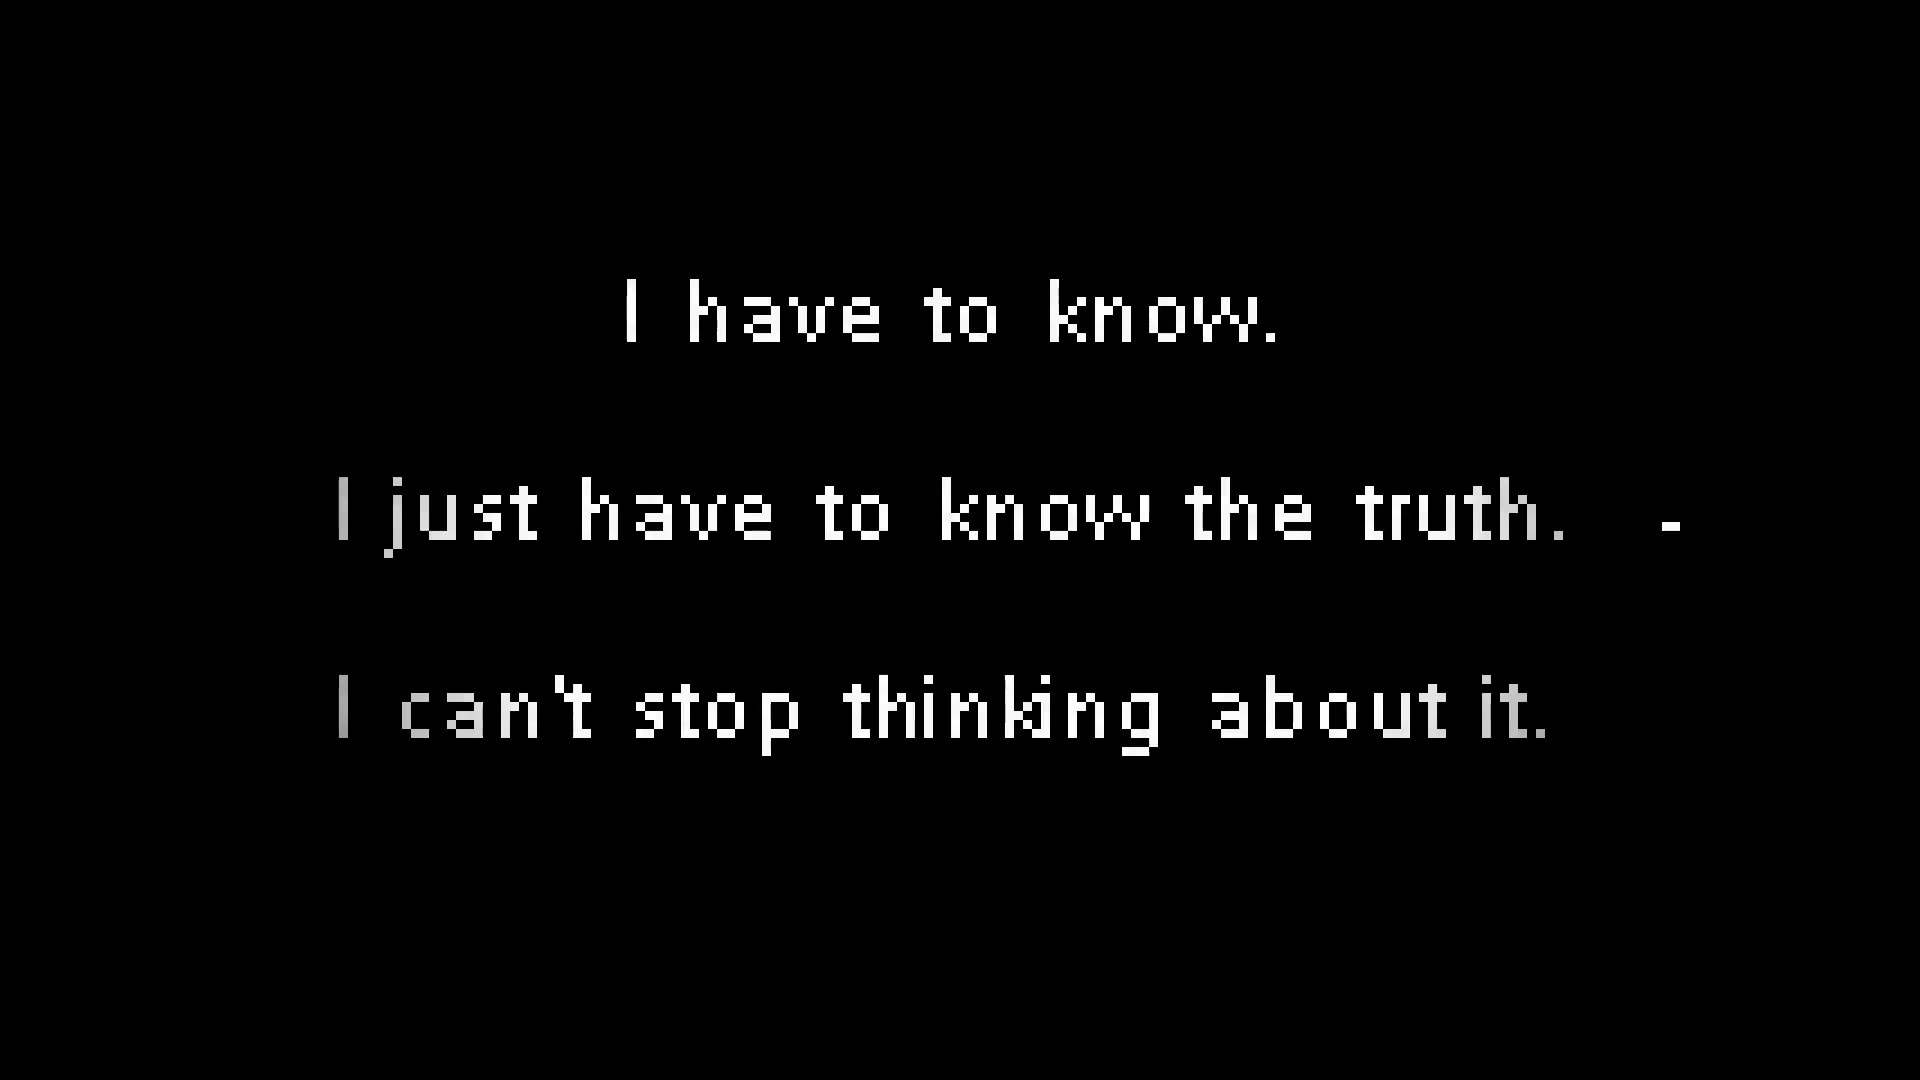 I have to know.
I just have to know the truth. -
I can't stop thinking about it.